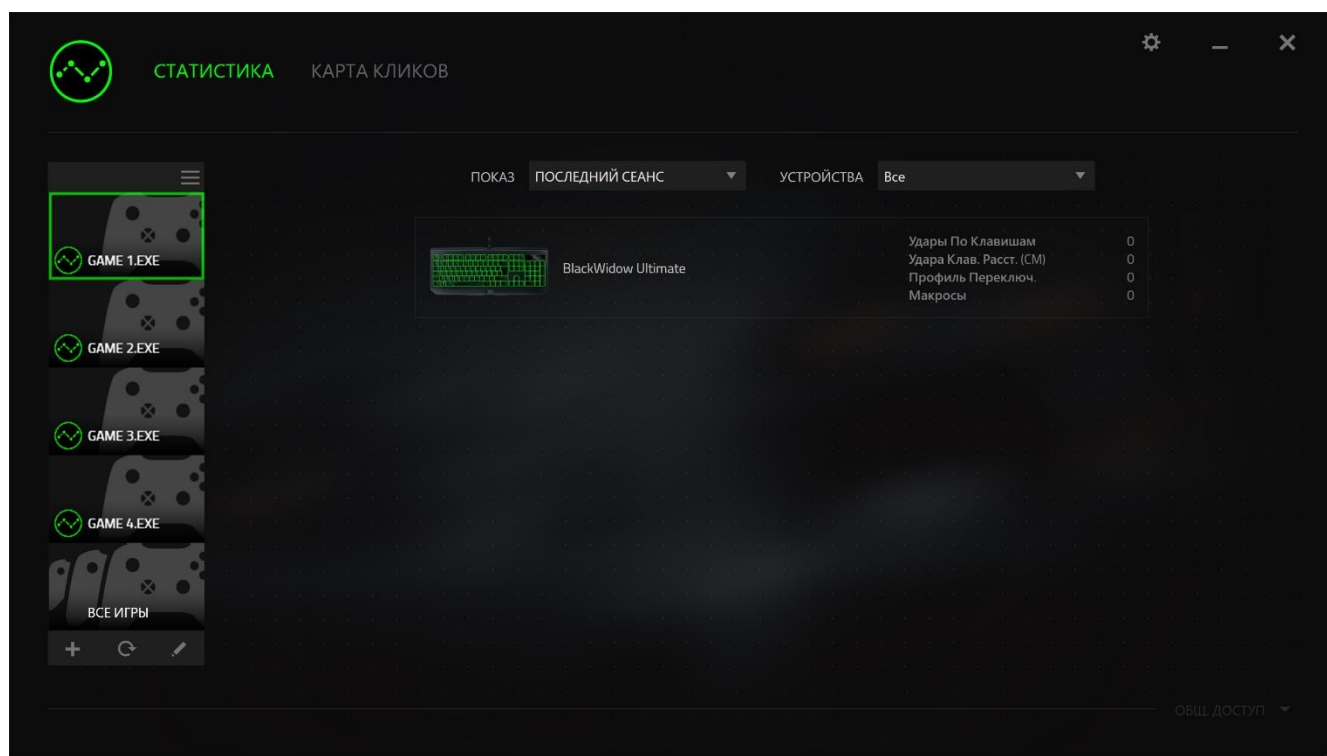 СТАТИСТИКА КАРТА КЛИКОВ
ПОКАЗ ПОСЛЕДНИЙ СЕАНС УСТРОЙСТВА Все
GAME 1.EXE
BlackWidow Ultimate
Удары По Клавишам 0
Удара Клав. Расст. (СМ) 0
Профиль Переключ. 0
Макросы 0
GAME 2.EXE
GAME 3.EXE
GAME 4.EXE
ВСЕ ИГРЫ
ОБЩ. ДОСТУП